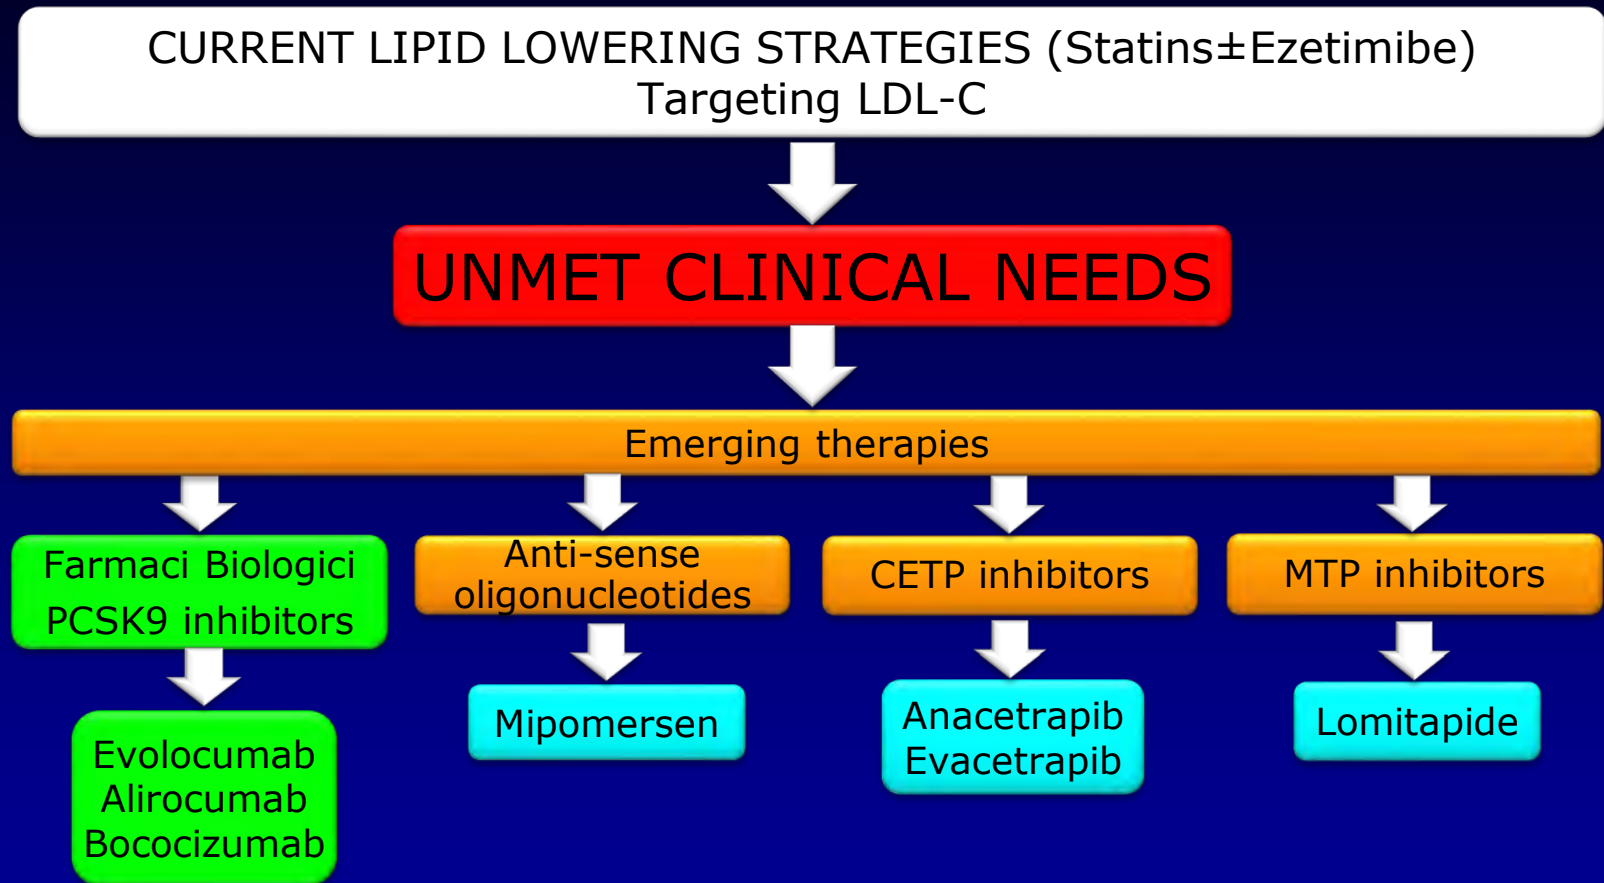 CURRENT LIPID LOWERING STRATEGIES (Statins±Ezetimibe)
Targeting LDL-C
UNMET CLINICAL NEEDS
Emerging therapies
Farmaci Biologici
PCSK9 inhibitors
Anti-sense
oligonucleotides
CETP inhibitors
MTP inhibitors
Evolocumab
Alirocumab
Bococizumab
Mipomersen
Anacetrapib
Evacetrapib
Lomitapide